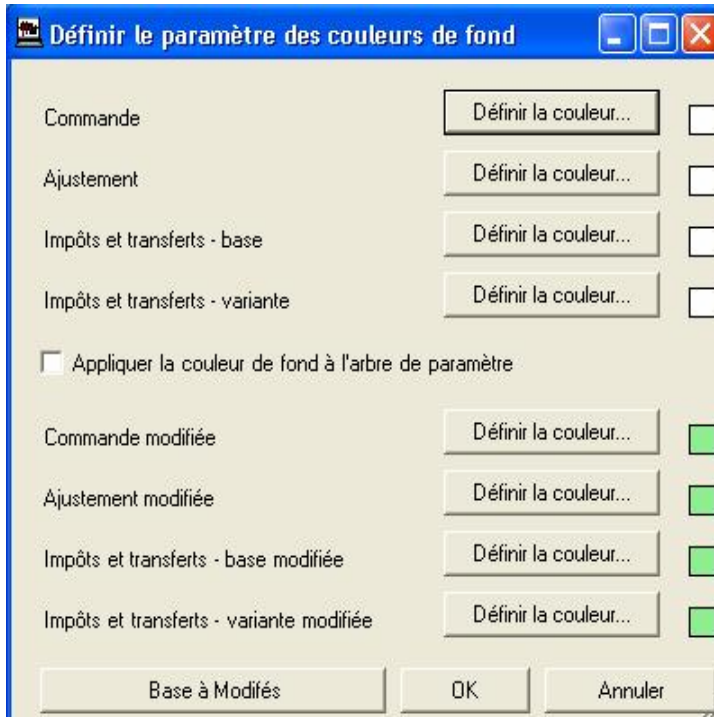 Définir le paramètre des couleurs de fond
Commande Définir la couleur...
Ajustement Définir la couleur...
Impôts et transferts - base Définir la couleur...
Impôts et transferts - variante Définir la couleur...
Appliquer la couleur de fond à l'arbre de paramètre
Commande modifiée Définir la couleur...
Ajustement modifiée Définir la couleur...
Impôts et transferts - base modifiée Définir la couleur...
Impôts et transferts - variante modifiée Définir la couleur...
Base à Modifés OK Annuler